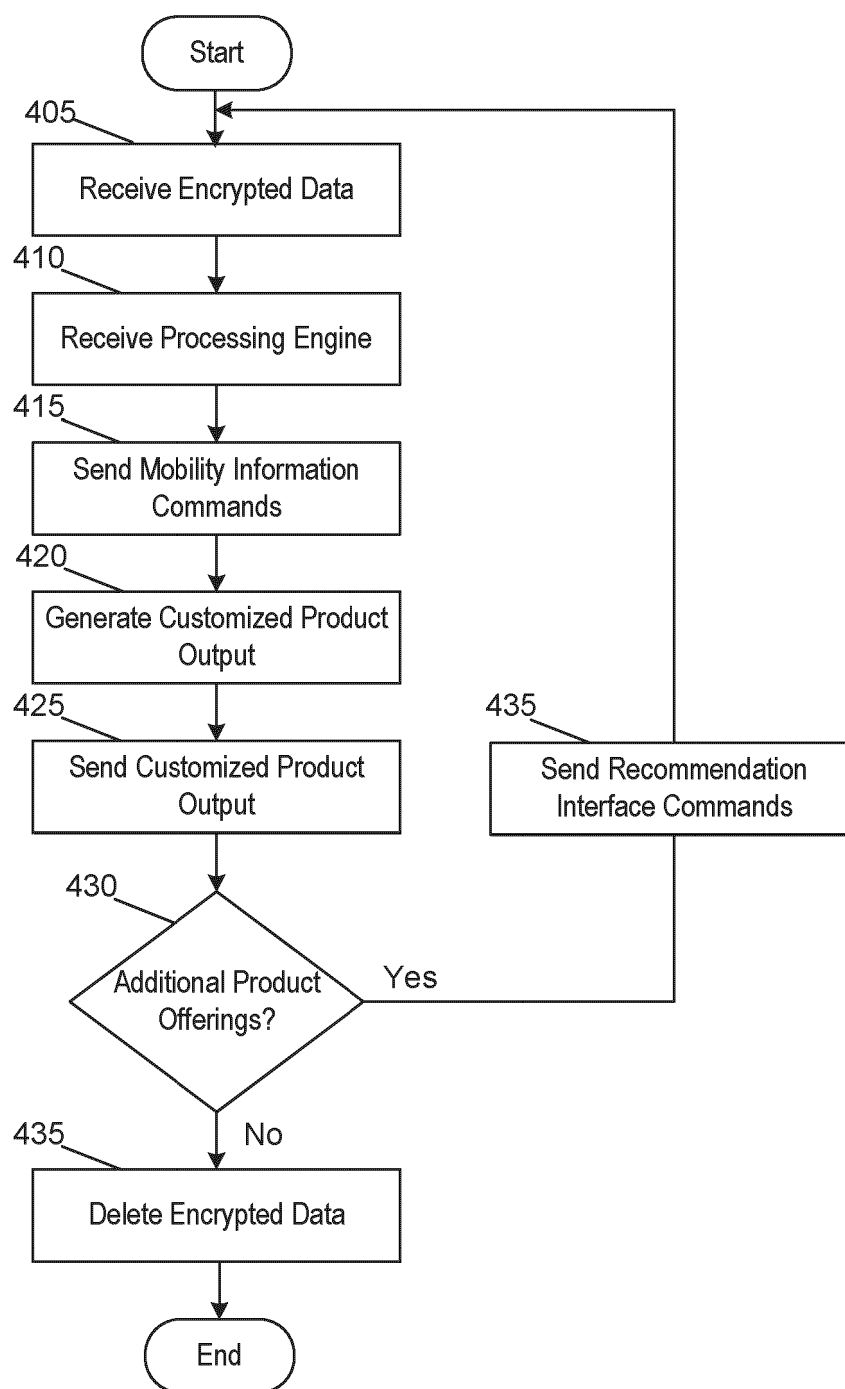 Start
405
Receive Encrypted Data
410
Receive Processing Engine
415
Send Mobility Information
Commands
420
Generate Customized Product
Output
425
Send Customized Product
Output
435
Send Recommendation
Interface Commands
430
Additional Product
Offerings?
Yes
No
435
Delete Encrypted Data
End